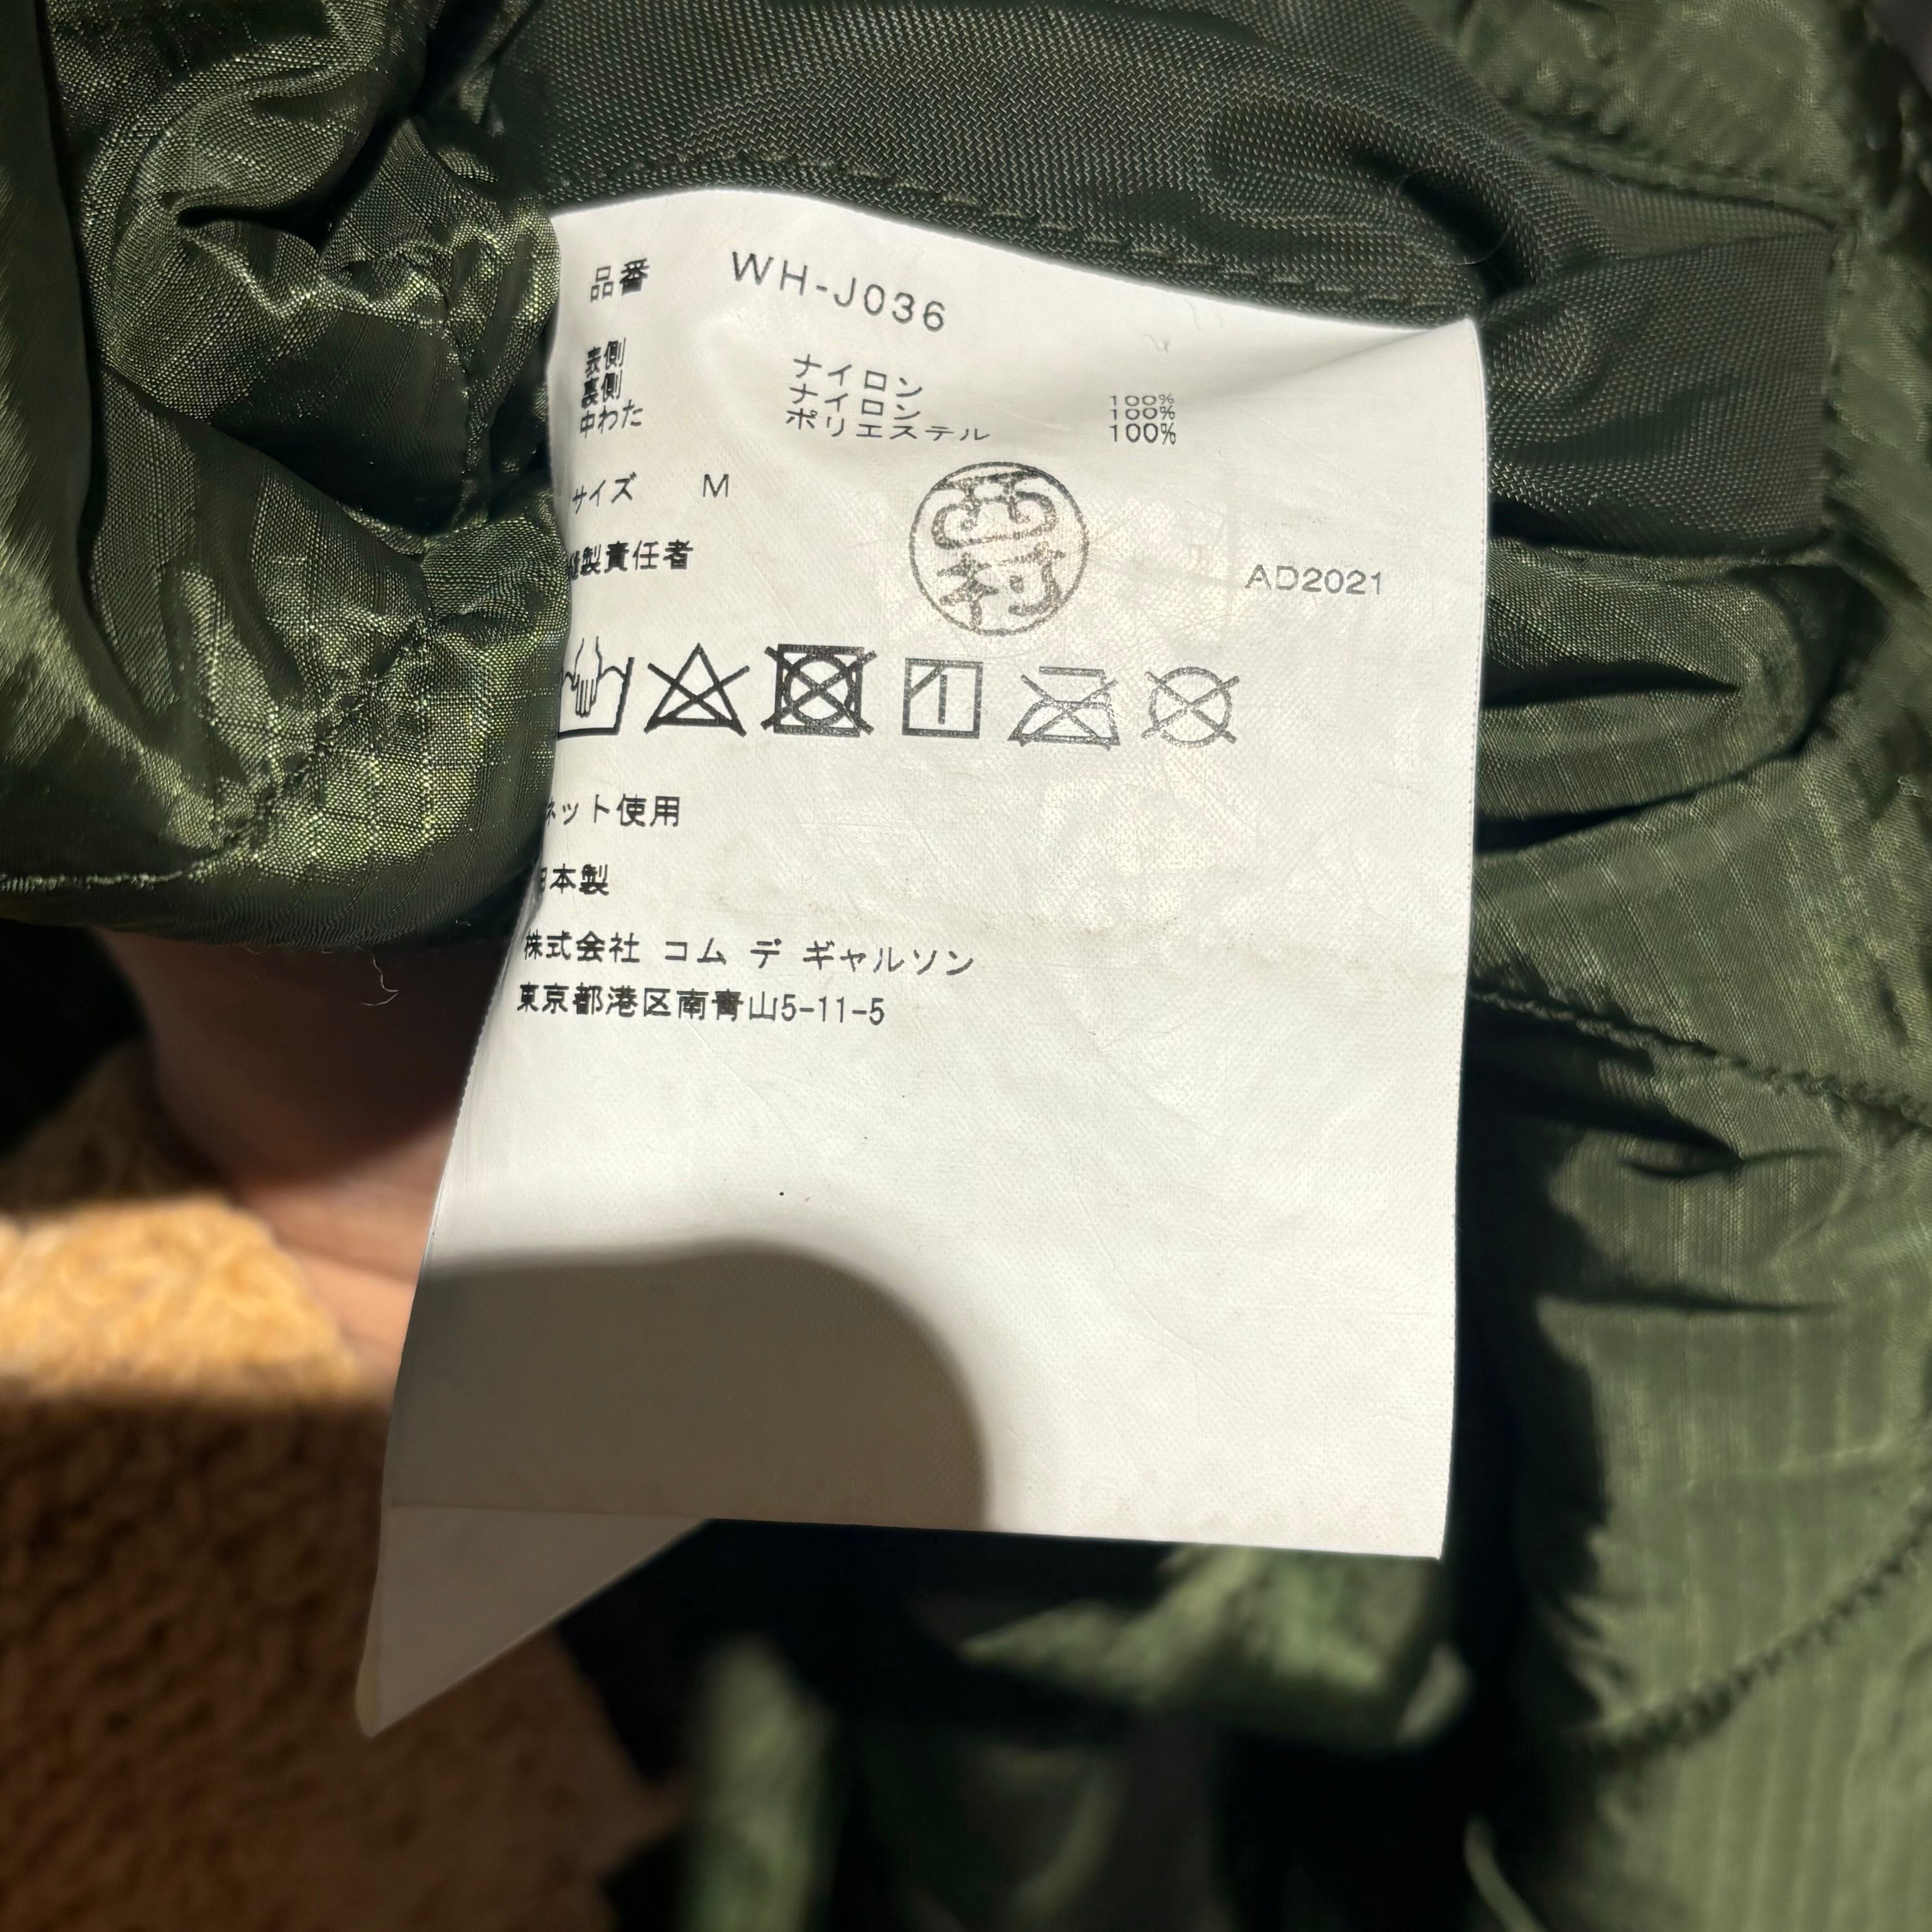 品番 WH-J036
表側 ナイロン 100%
裏側 ナイロン 100%
中わた ポリエステル 100%
サイズ M
縫製責任者 西村 AD2021
ネット使用
日本製
株式会社 コム デ ギャルソン
東京都港区南青山5-11-5